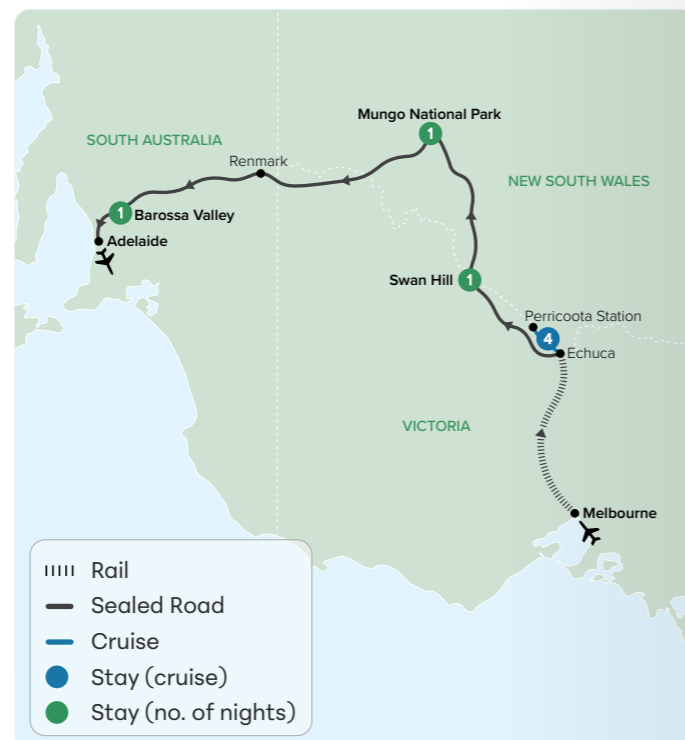 Mungo National Park
1
SOUTH AUSTRALIA
Renmark
NEW SOUTH WALES
1
Barossa Valley
Adelaide
Swan Hill
1
Perricoota Station
4
Echuca
VICTORIA
Melbourne
Rail
Sealed Road
Cruise
Stay (cruise)
Stay (no. of nights)